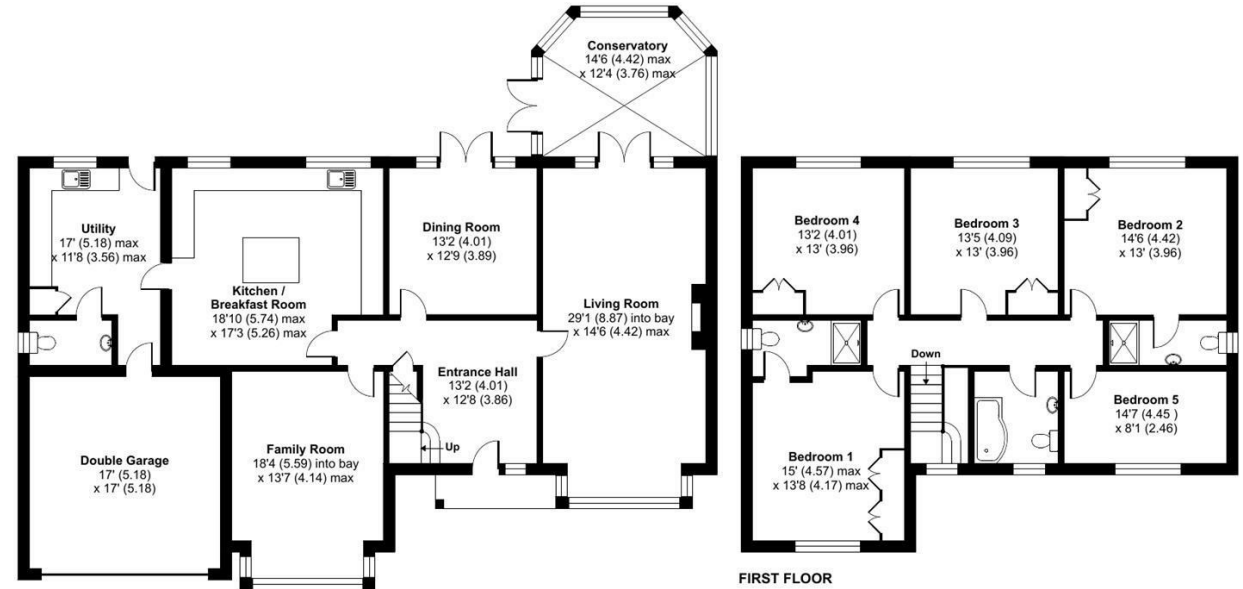 Conservatory
14'6 (4.42) max
x 12'4 (3.76) max
Utility
17' (5.18) max
x 11'8 (3.56) max
Kitchen /
Breakfast Room
18'10 (5.74) max
x 17'3 (5.26) max
Dining Room
13'2 (4.01)
x 12'9 (3.89)
Living Room
29'1 (8.87) into bay
x 14'6 (4.42) max
Entrance Hall
13'2 (4.01)
x 12'8 (3.86)
Up
Family Room
18'4 (5.59) into bay
x 13'7 (4.14) max
Double Garage
17' (5.18)
x 17' (5.18)
Bedroom 4
13'2 (4.01)
x 13' (3.96)
Bedroom 3
13'5 (4.09)
x 13' (3.96)
Bedroom 2
14'6 (4.42)
x 13' (3.96)
Down
Bedroom 5
14'7 (4.45 )
x 8'1 (2.46)
Bedroom 1
15' (4.57) max
x 13'8 (4.17) max
FIRST FLOOR